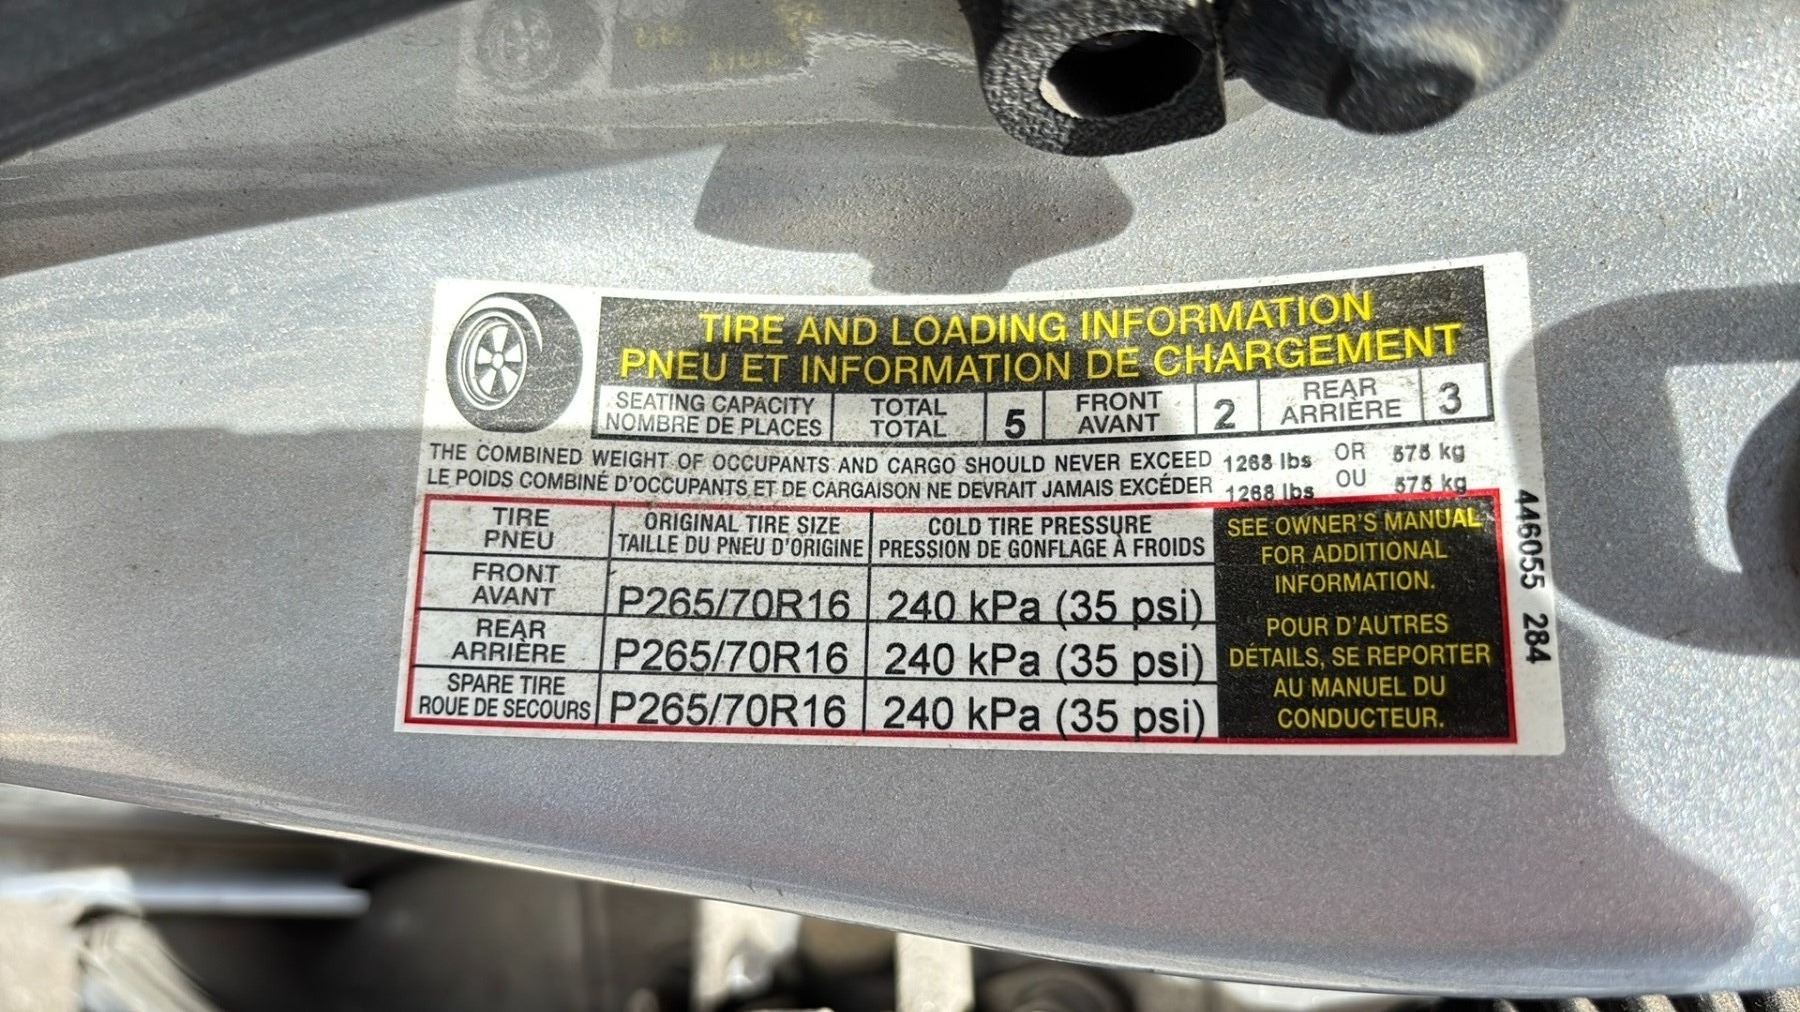 TIRE AND LOADING INFORMATION
PNEU ET INFORMATION DE CHARGEMENT
SEATING CAPACITY TOTAL 5 FRONT 2 REAR 3
NOMBRE DE PLACES TOTAL AVANT ARRIÈRE
THE COMBINED WEIGHT OF OCCUPANTS AND CARGO SHOULD NEVER EXCEED 1268 lbs OR 575 kg
LE POIDS COMBINÉ D'OCCUPANTS ET DE CARGAISON NE DEVRAIT JAMAIS EXCÉDER 1268 lbs OU 575 kg
TIRE ORIGINAL TIRE SIZE COLD TIRE PRESSURE
PNEU TAILLE DU PNEU D'ORIGINE PRESSION DE GONFLAGE À FROIDS
FRONT
AVANT P265/70R16 240 kPa (35 psi)
REAR
ARRIÈRE P265/70R16 240 kPa (35 psi)
SPARE TIRE
ROUE DE SECOURS P265/70R16 240 kPa (35 psi)
SEE OWNER'S MANUAL
FOR ADDITIONAL
INFORMATION.
POUR D'AUTRES
DÉTAILS, SE REPORTER
AU MANUEL DU
CONDUCTEUR.
446055 284